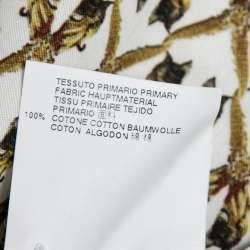 TESSUTO PRIMARIO PRIMARY
FABRIC HAUPTMATERIAL
TISSU PRIMAIRE TEJIDO
PRIMARIO
100% COTONE COTTON BAUMWOLLE
COTON ALGODON